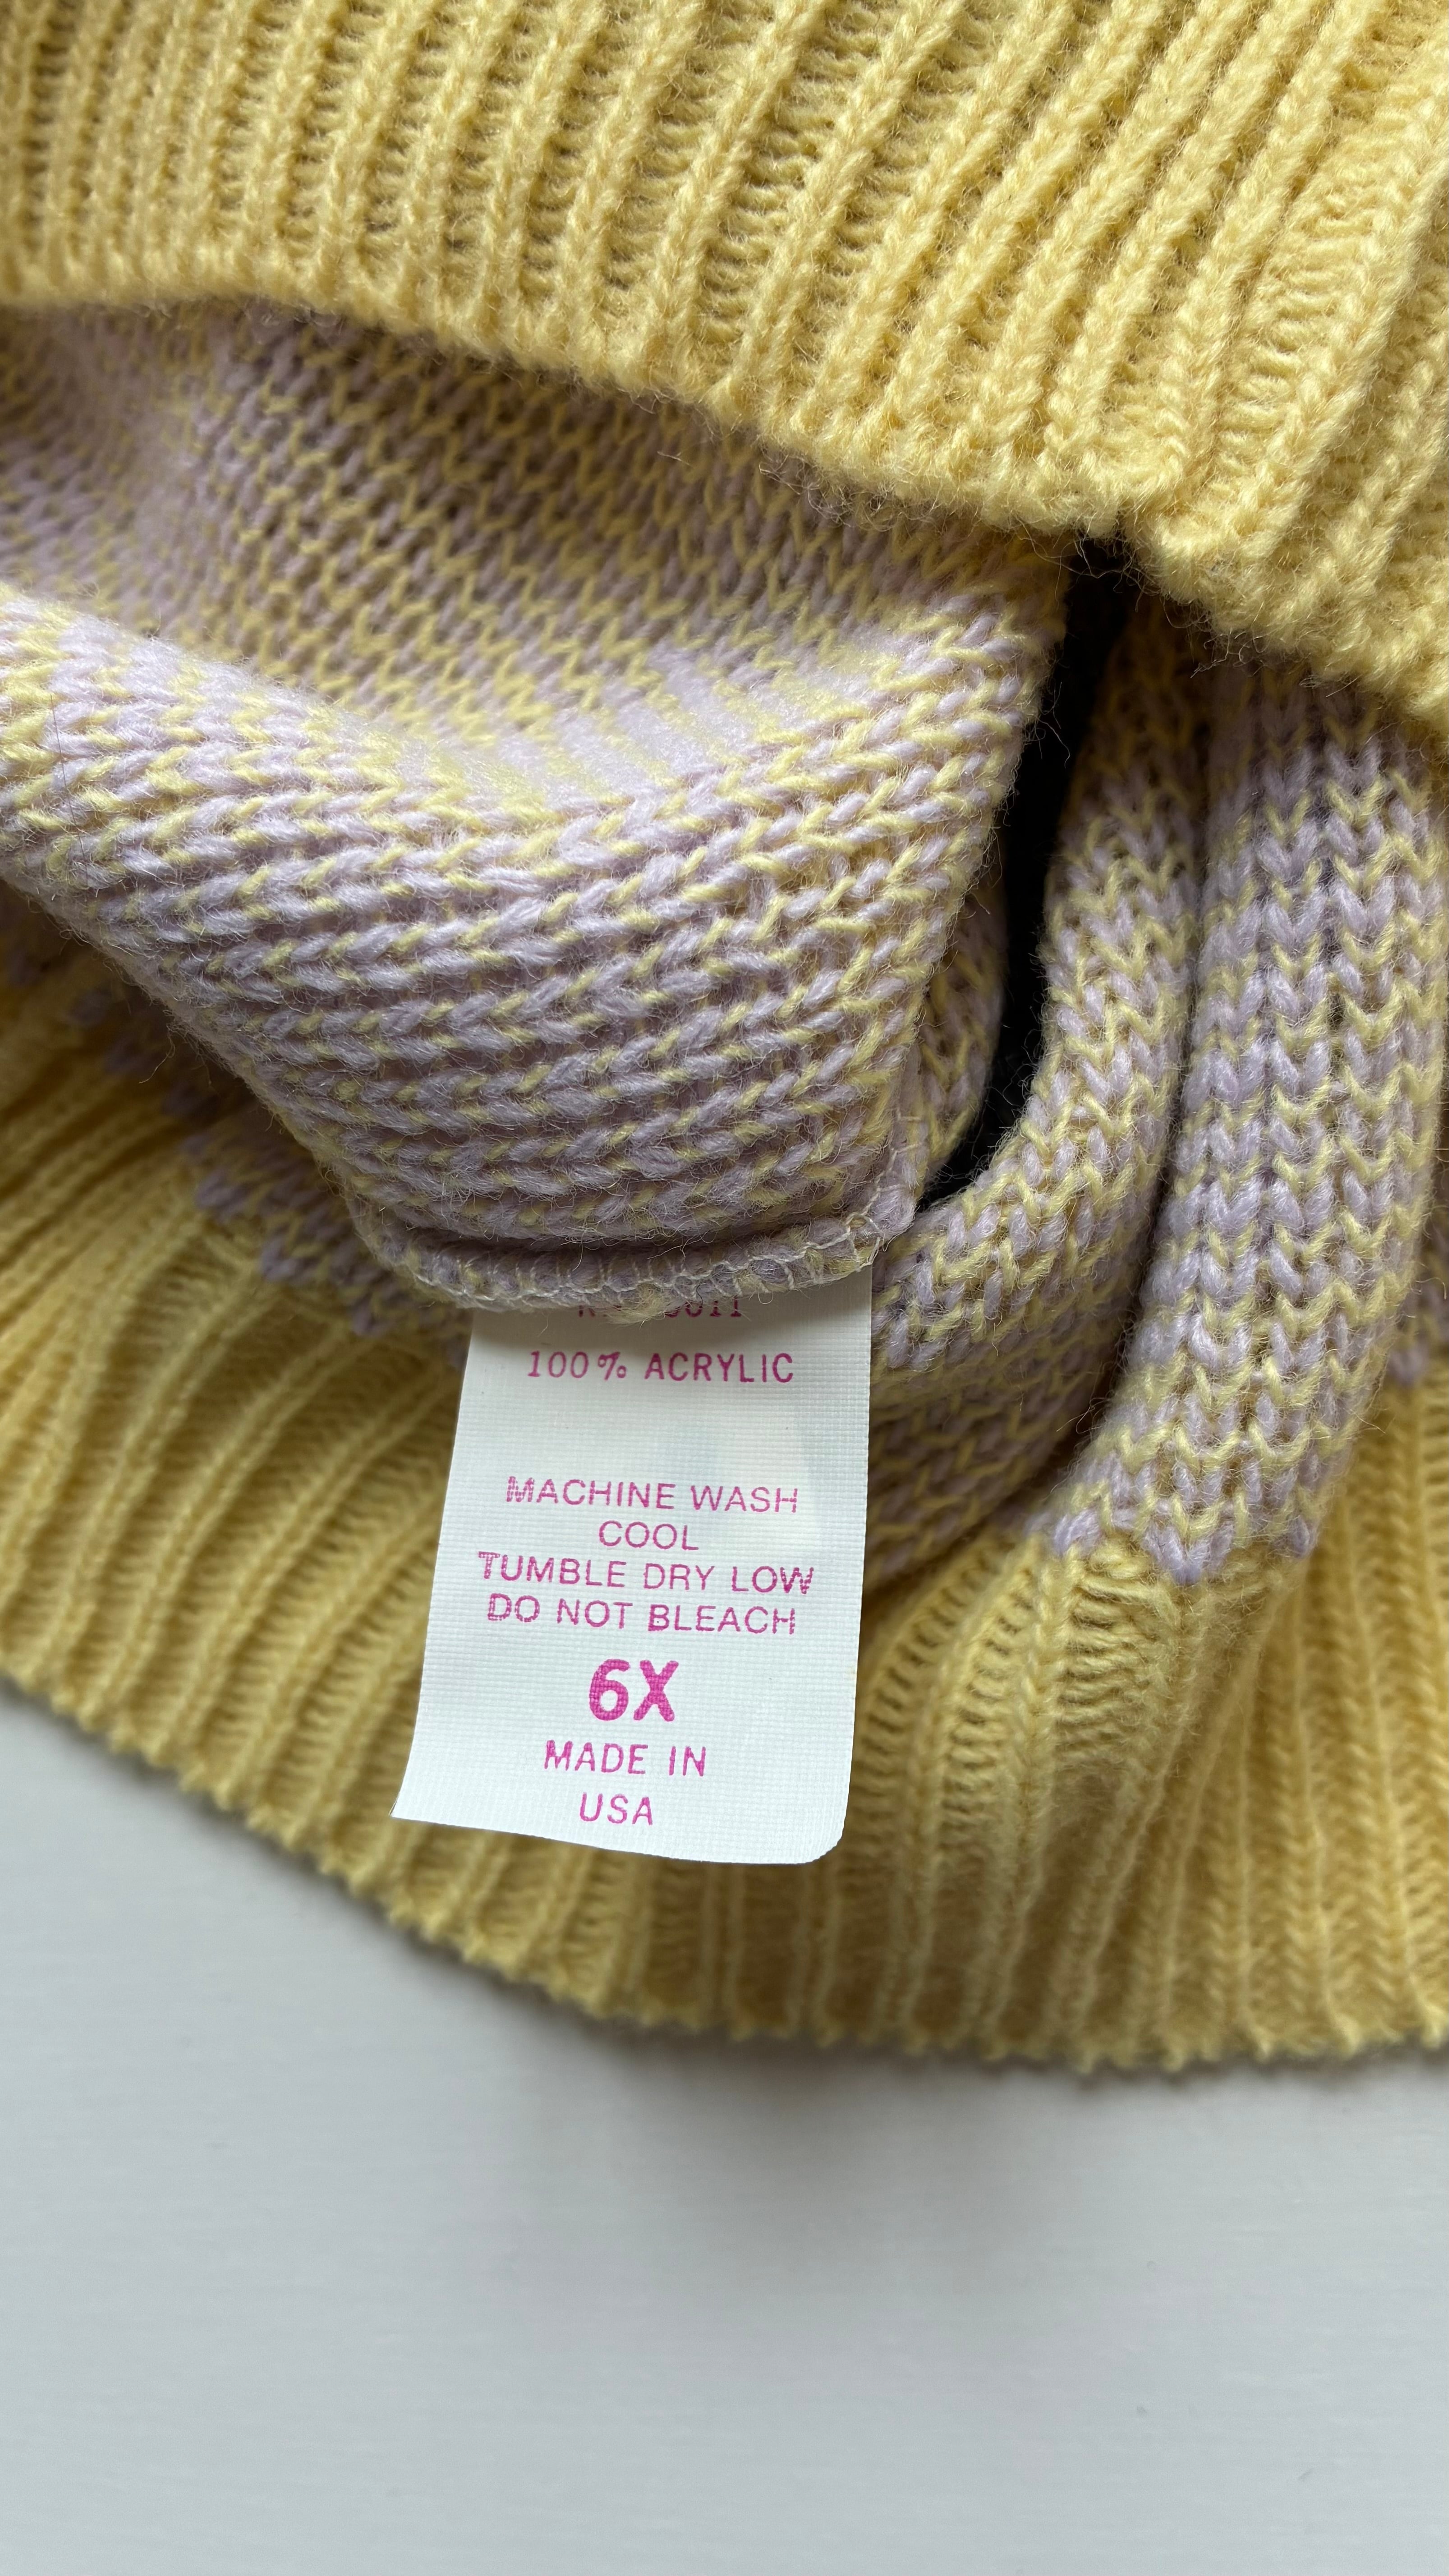 100% ACRYLIC
MACHINE WASH
COOL
TUMBLE DRY LOW
DO NOT BLEACH
6X
MADE IN
USA